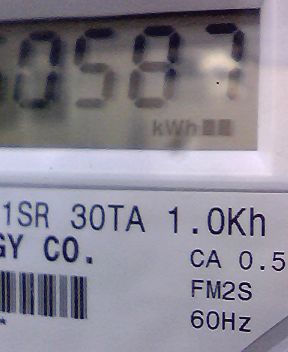 0587
kWh
1SR 30TA 1.0Kh
GY CO.
CA 0.5
FM2S
60Hz